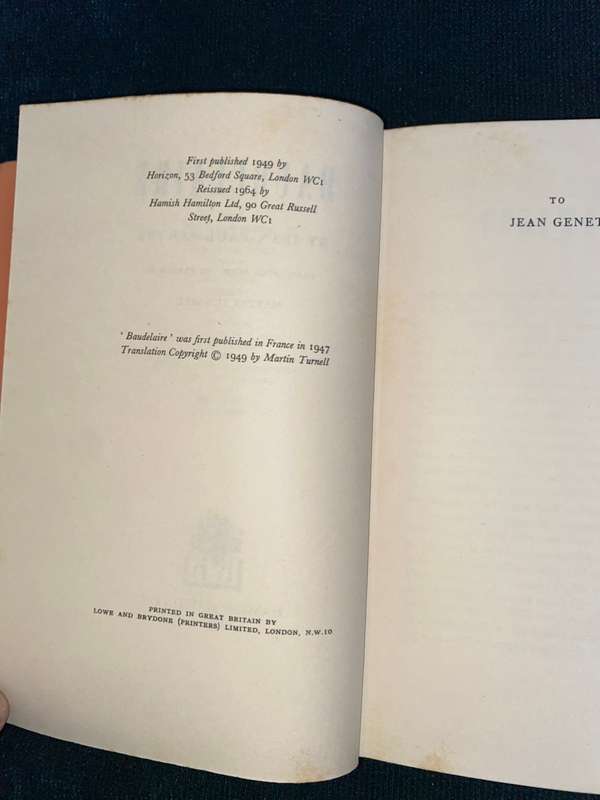 First published 1949 by
Horizon, 53 Bedford Square, London WC1
Reissued 1964 by
Hamish Hamilton Ltd, 90 Great Russell
Street, London WC1
' Baudelaire ' was first published in France in 1947
Translation Copyright © 1949 by Martin Turnell
PRINTED IN GREAT BRITAIN BY
LOWE AND BRYDONE (PRINTERS) LIMITED, LONDON, N.W.10
TO
JEAN GENET